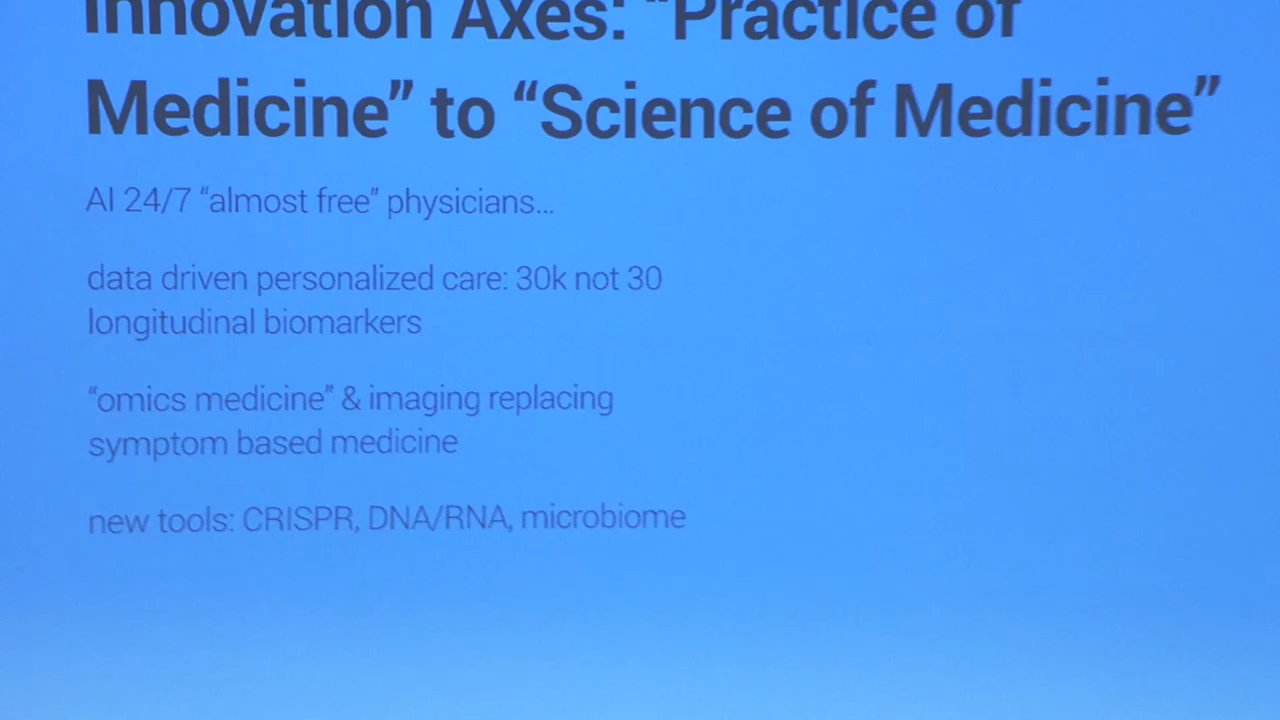 Innovation Axes: “Practice of
Medicine” to “Science of Medicine”
AI 24/7 “almost free” physicians...
data driven personalized care: 30k not 30
longitudinal biomarkers
“omics medicine” & imaging replacing
symptom based medicine
new tools: CRISPR, DNA/RNA, microbiome